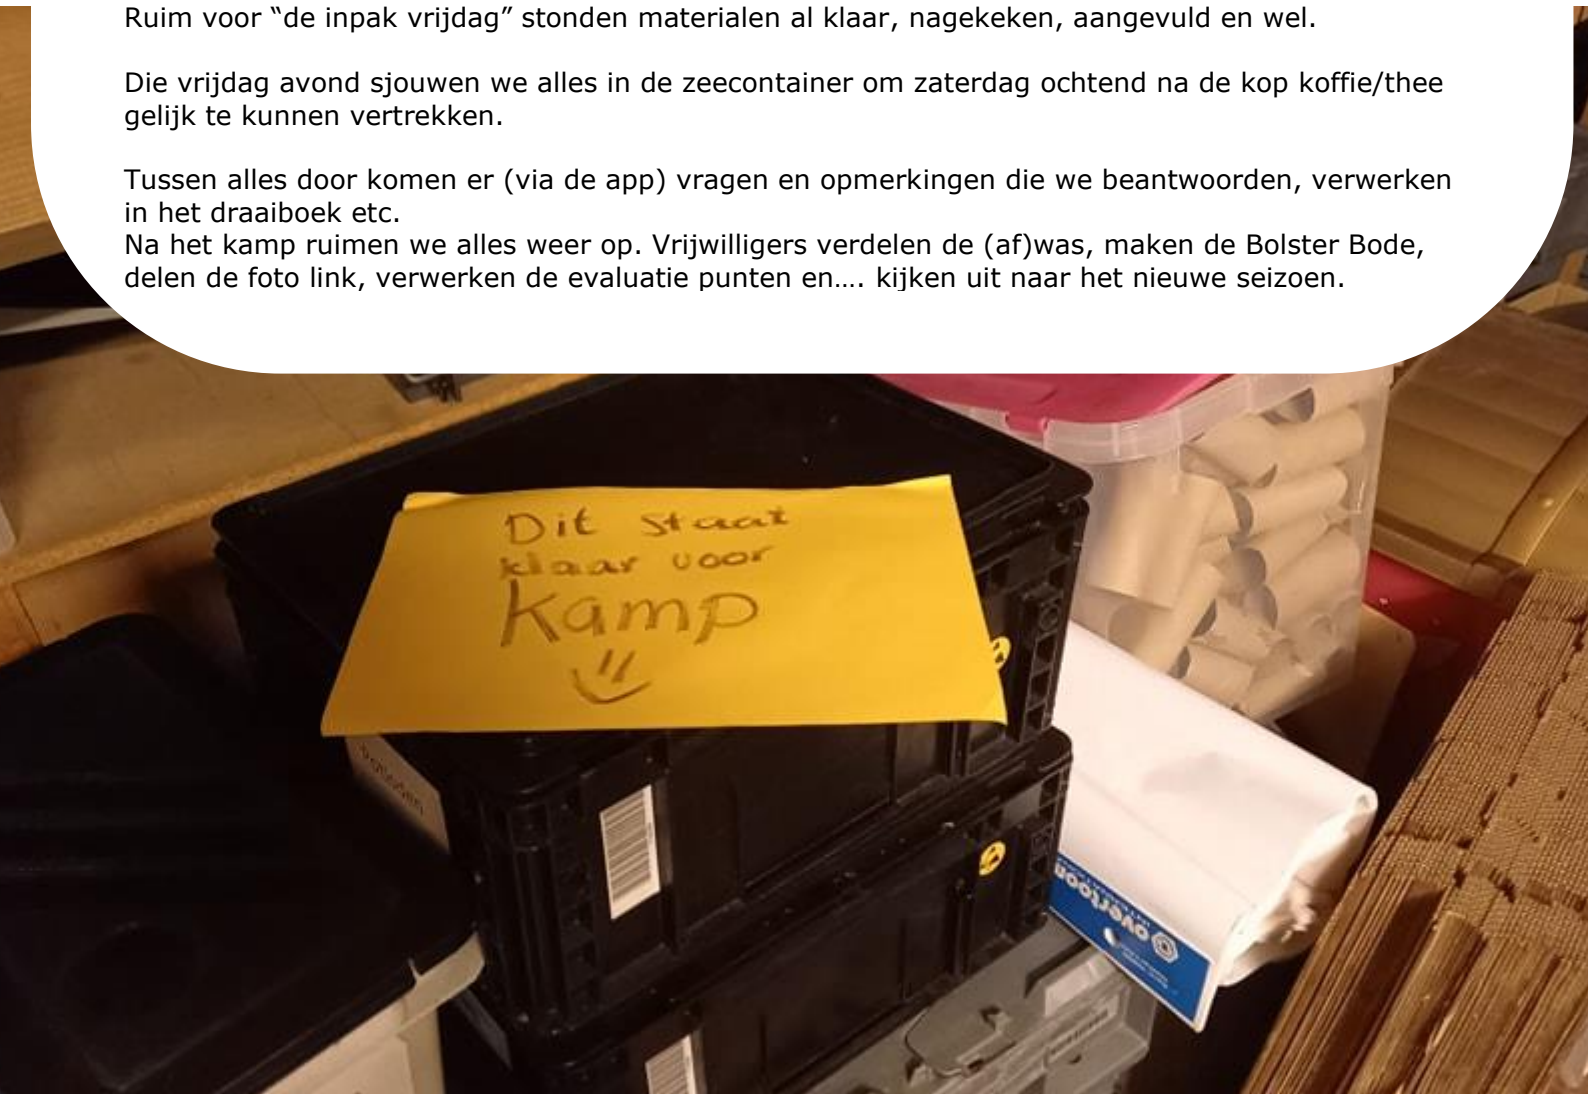 Ruim voor “de inpak vrijdag” stonden materialen al klaar, nagekeken, aangevuld en wel.
Die vrijdag avond sjouwen we alles in de zeecontainer om zaterdag ochtend na de kop koffie/thee
gelijk te kunnen vertrekken.
Tussen alles door komen er (via de app) vragen en opmerkingen die we beantwoorden, verwerken
in het draaiboek etc.
Na het kamp ruimen we alles weer op. Vrijwilligers verdelen de (af)was, maken de Bolster Bode,
delen de foto link, verwerken de evaluatie punten en…. kijken uit naar het nieuwe seizoen.
Dit staat
klaar voor
kamp
overtoom